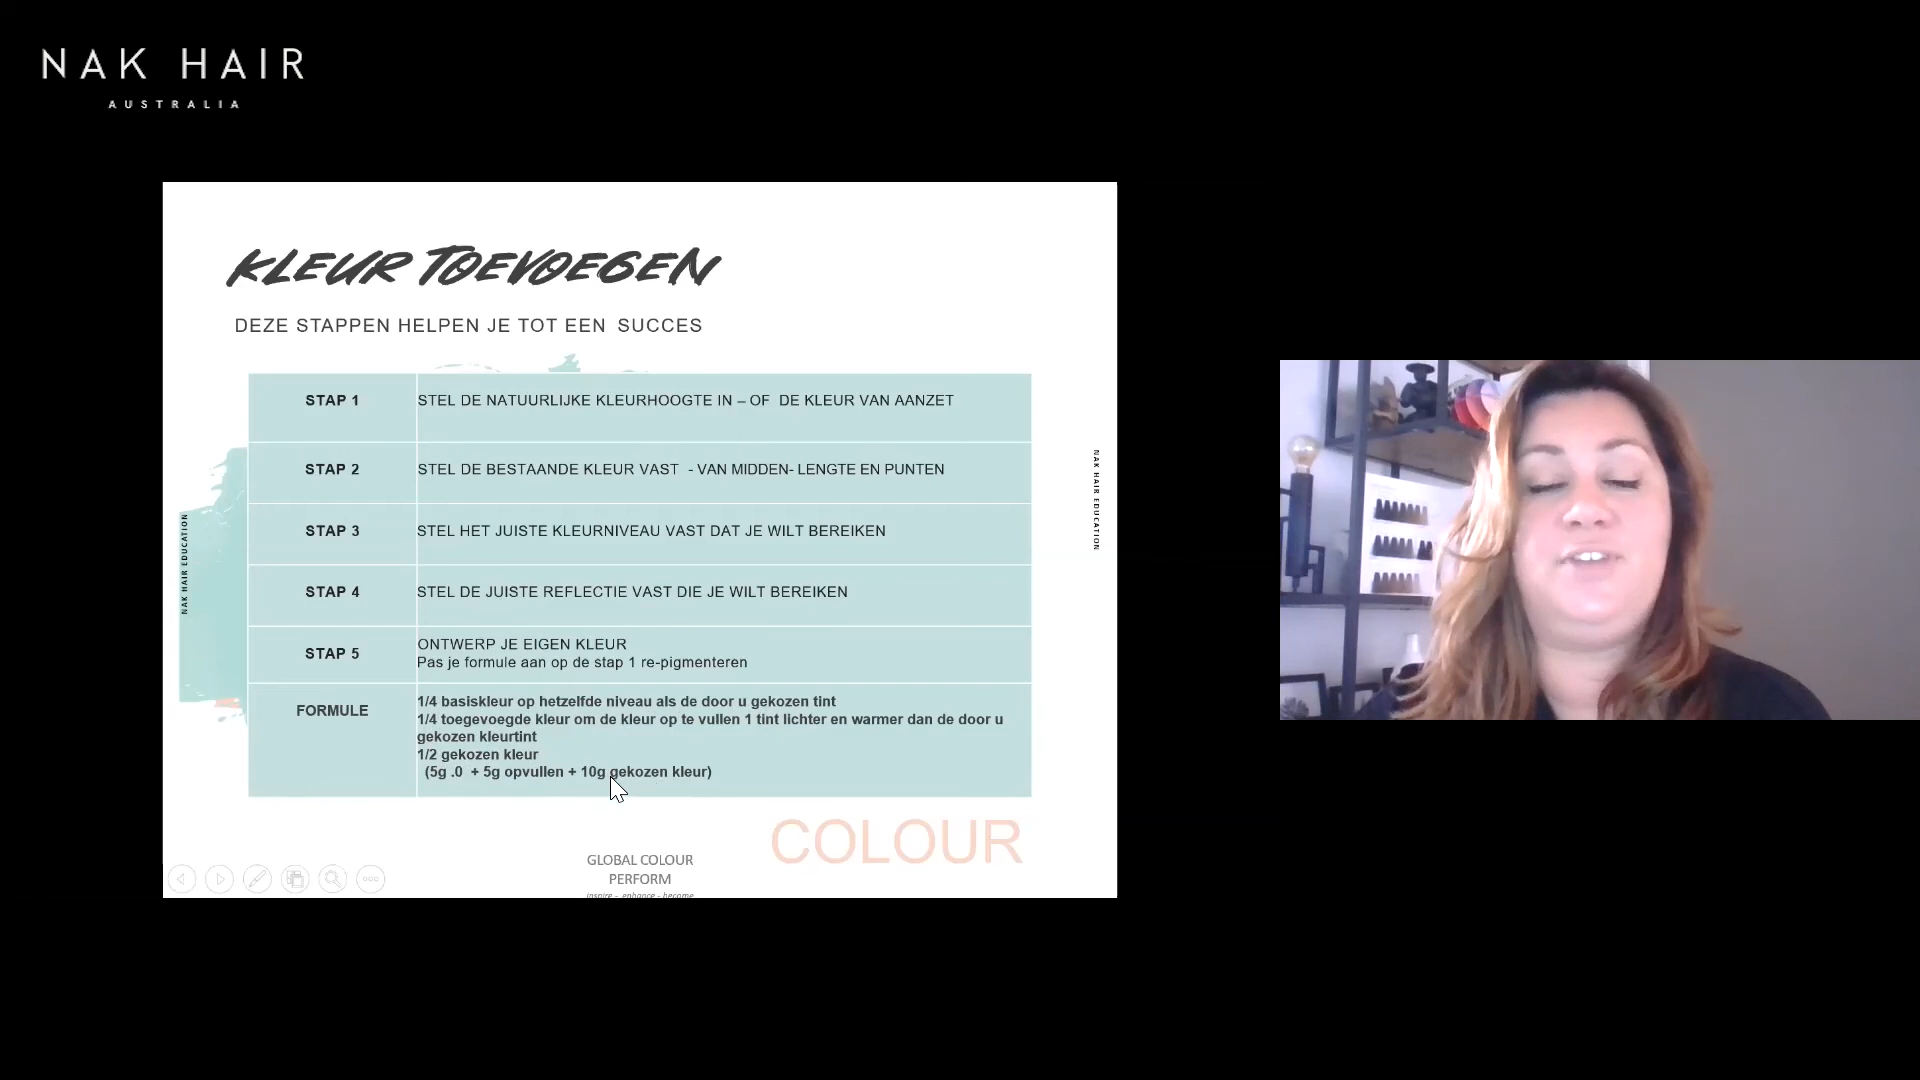 NAK HAIR
AUSTRALIA
KLEUR TOEVOEGEN
DEZE STAPPEN HELPEN JE TOT EEN SUCCES
STAP 1 STEL DE NATUURLIJKE KLEURHOOGTE IN – OF DE KLEUR VAN AANZET
STAP 2 STEL DE BESTAANDE KLEUR VAST - VAN MIDDEN- LENGTE EN PUNTEN
STAP 3 STEL HET JUISTE KLEURNIVEAU VAST DAT JE WILT BEREIKEN
STAP 4 STEL DE JUISTE REFLECTIE VAST DIE JE WILT BEREIKEN
STAP 5 ONTWERP JE EIGEN KLEUR
Pas je formule aan op de stap 1 re-pigmenteren
FORMULE 1/4 basiskleur op hetzelfde niveau als de door u gekozen tint
1/4 toegevoegde kleur om de kleur op te vullen 1 tint lichter en warmer dan de door u
gekozen kleurtint
1/2 gekozen kleur
(5g .0 + 5g opvullen + 10g gekozen kleur)
NAK HAIR EDUCATION
NAK HAIR EDUCATION
COLOUR
GLOBAL COLOUR
PERFORM
inspire - enhance - become